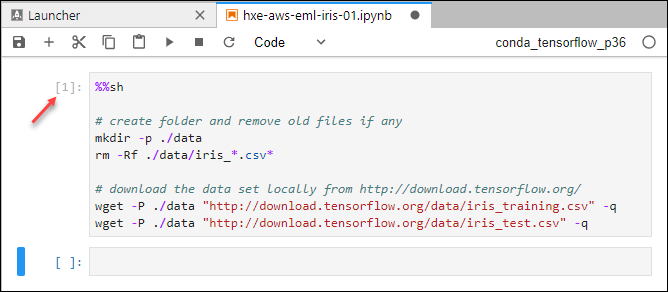 Launcher
hxe-aws-eml-iris-01.ipynb
Code
conda_tensorflow_p36
[1]:
%%sh
# create folder and remove old files if any
mkdir -p ./data
rm -Rf ./data/iris_*.csv*
# download the data set locally from http://download.tensorflow.org/
wget -P ./data "http://download.tensorflow.org/data/iris_training.csv" -q
wget -P ./data "http://download.tensorflow.org/data/iris_test.csv" -q
[ ]: